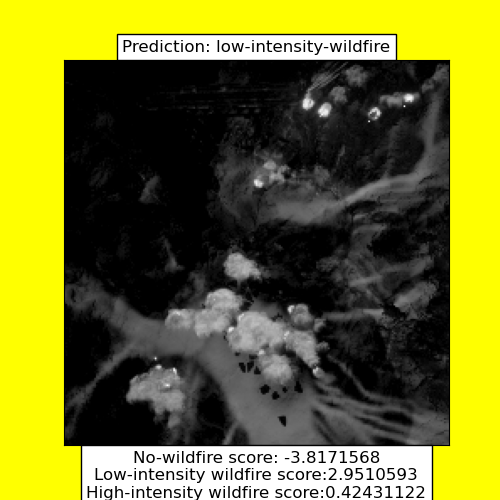 Prediction: low-intensity-wildfire
No-wildfire score: -3.8171568
Low-intensity wildfire score:2.9510593
High-intensity wildfire score:0.42431122